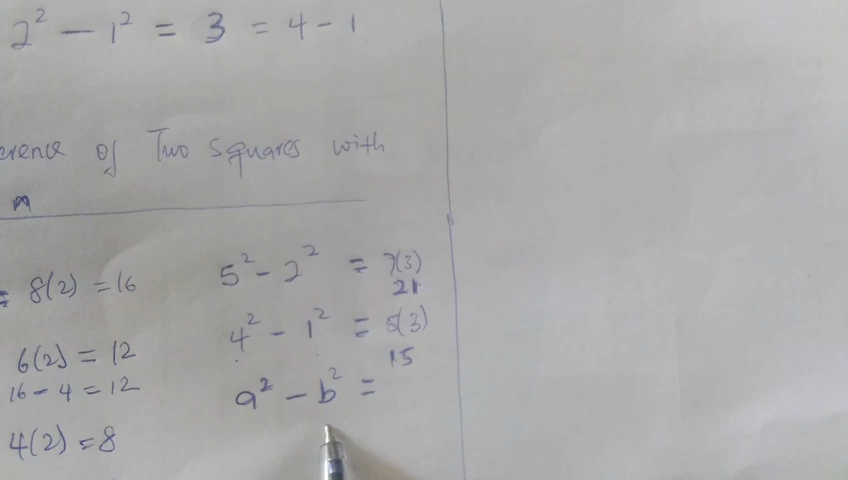 2² − 1² = 3 = 4 − 1
erence of Two Squares with
n
= 8(2) = 16
6(2) = 12
16 − 4 = 12
4(2) = 8
5² − 2² = 7(3)
21
4² − 1² = 5(3)
15
a² − b² =